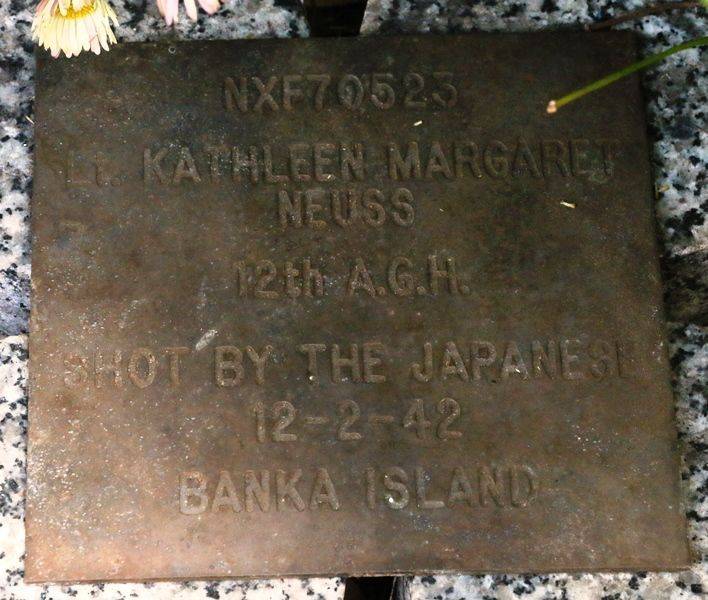 NXF70523
Lt. KATHLEEN MARGARET
NEUSS
12th A.G.H.
SHOT BY THE JAPANESE
12-2-42
BANKA ISLAND